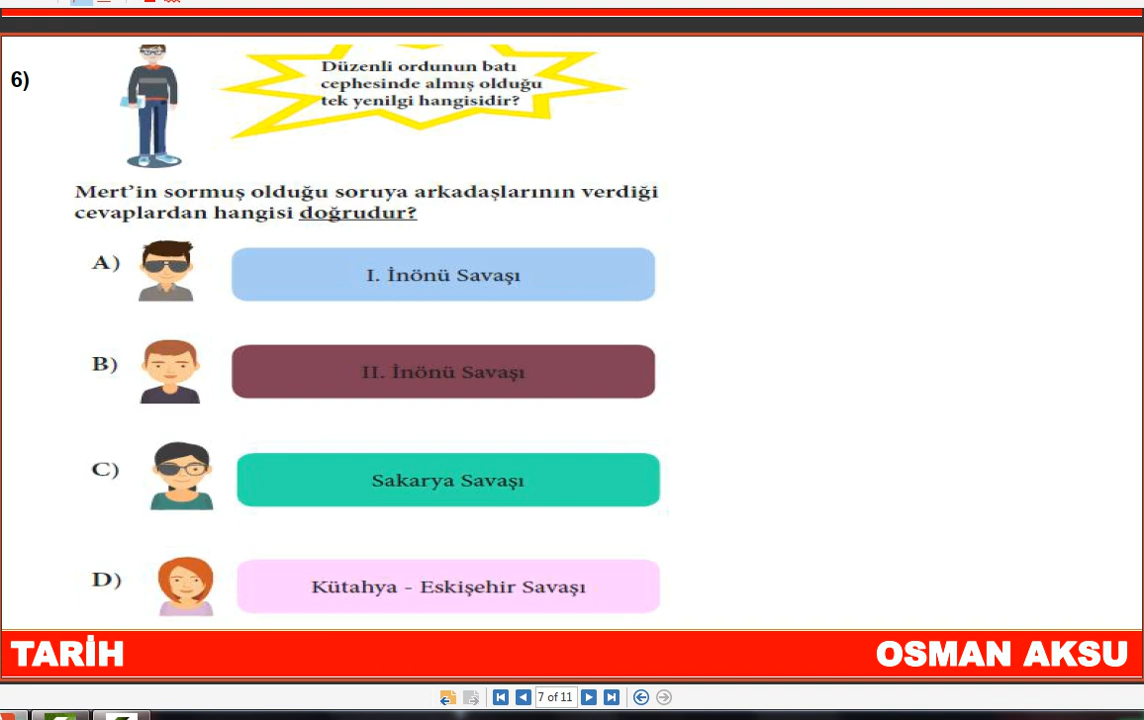 6)
Düzenli ordunun batı
cephesinde almış olduğu
tek yenilgi hangisidir?
Mert'in sormuş olduğu soruya arkadaşlarının verdiği
cevaplardan hangisi doğrudur?
A)
I. İnönü Savaşı
B)
II. İnönü Savaşı
C)
Sakarya Savaşı
D)
Kütahya - Eskişehir Savaşı
TARİH
OSMAN AKSU
7 of 11